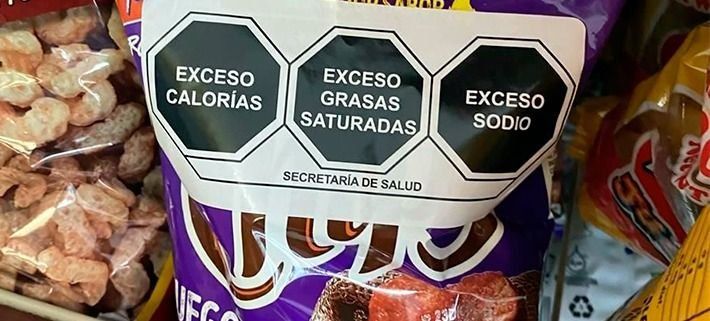 EXCESO
CALORÍAS
EXCESO
GRASAS
SATURADAS
EXCESO
SODIO
SECRETARÍA DE SALUD